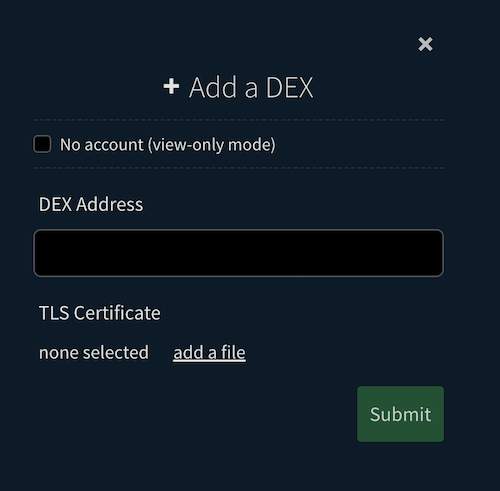 + Add a DEX
No account (view-only mode)
DEX Address
TLS Certificate
none selected add a file
Submit